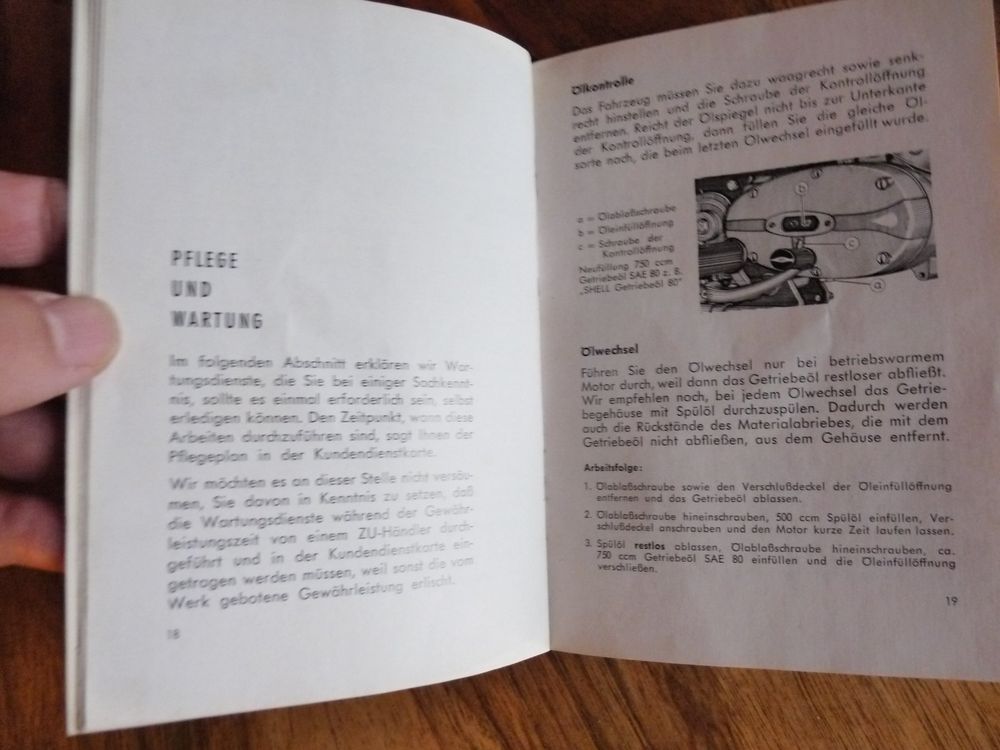 PFLEGE
UND
WARTUNG
Im folgenden Abschnitt erklären wir War-
tungsdienste, die Sie bei einiger Sachkennt-
nis, sollte es einmal erforderlich sein, selbst
erledigen können. Den Zeitpunkt, wann diese
Arbeiten durchzuführen sind, sagt Ihnen der
Pflegeplan in der Kundendienstkarte.
Wir möchten es an dieser Stelle nicht versäu-
men, Sie davon in Kenntnis zu setzen, daß
die Wartungsdienste während der Gewähr-
leistungszeit von einem ZU-Händler durch-
geführt und in der Kundendienstkarte ein-
getragen werden müssen, weil sonst die vom
Werk gebotene Gewährleistung erlischt.
18
Ölkontrolle
Das Fahrzeug müssen Sie dazu waagrecht sowie senk-
recht hinstellen und die Schraube der Kontrollöffnung
entfernen. Reicht der Ölspiegel nicht bis zur Unterkante
der Kontrollöffnung, dann füllen Sie die gleiche Öl-
sorte nach, die beim letzten Ölwechsel eingefüllt wurde.
a = Ölablaßschraube
b = Öleinfüllöffnung
c = Schraube der
Kontrollöffnung
Neufüllung 750 ccm
Getriebeöl SAE 80 z. B.
„SHELL Getriebeöl 80"
b
c
a
Ölwechsel
Führen Sie den Ölwechsel nur bei betriebswarmem
Motor durch, weil dann das Getriebeöl restloser abfließt.
Wir empfehlen noch, bei jedem Ölwechsel das Getrie-
begehäuse mit Spülöl durchzuspülen. Dadurch werden
auch die Rückstände des Materialabriebes, die mit dem
Getriebeöl nicht abfließen, aus dem Gehäuse entfernt.
Arbeitsfolge:
1. Ölablaßschraube sowie den Verschlußdeckel der Öleinfüllöffnung
entfernen und das Getriebeöl ablassen.
2. Ölablaßschraube hineinschrauben, 500 ccm Spülöl einfüllen, Ver-
schlußdeckel anschrauben und den Motor kurze Zeit laufen lassen.
3. Spülöl restlos ablassen, Ölablaßschraube hineinschrauben, ca.
750 ccm Getriebeöl SAE 80 einfüllen und die Öleinfüllöffnung
verschließen.
19